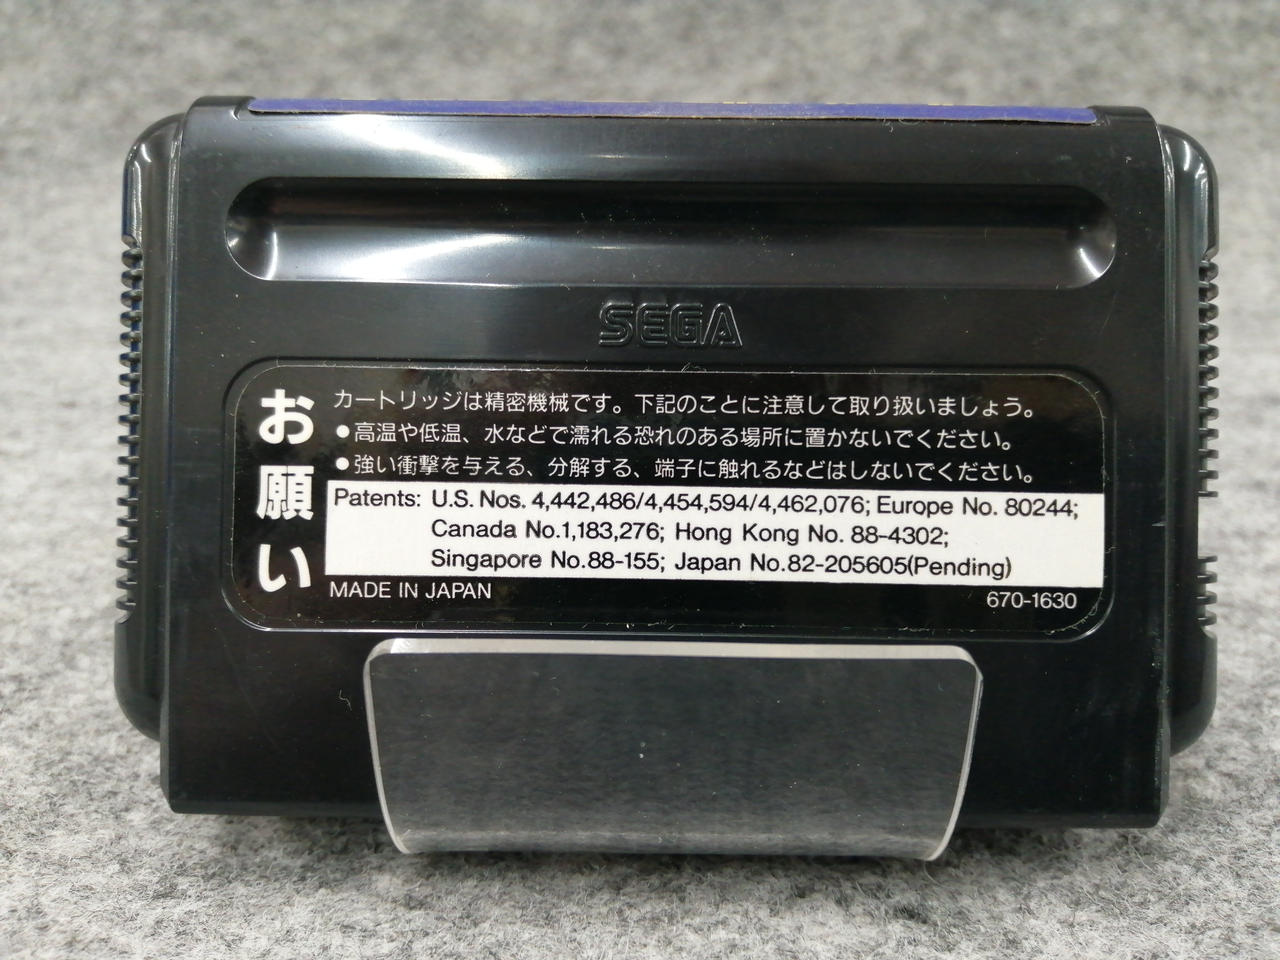 SEGA
お願い
カートリッジは精密機械です。下記のことに注意して取り扱いましょう。
●高温や低温、水などで濡れる恐れのある場所に置かないでください。
●強い衝撃を与える、分解する、端子に触れるなどはしないでください。
Patents: U.S. Nos. 4,442,486/4,454,594/4,462,076; Europe No. 80244;
Canada No.1,183,276; Hong Kong No. 88-4302;
Singapore No.88-155; Japan No.82-205605(Pending)
MADE IN JAPAN
670-1630